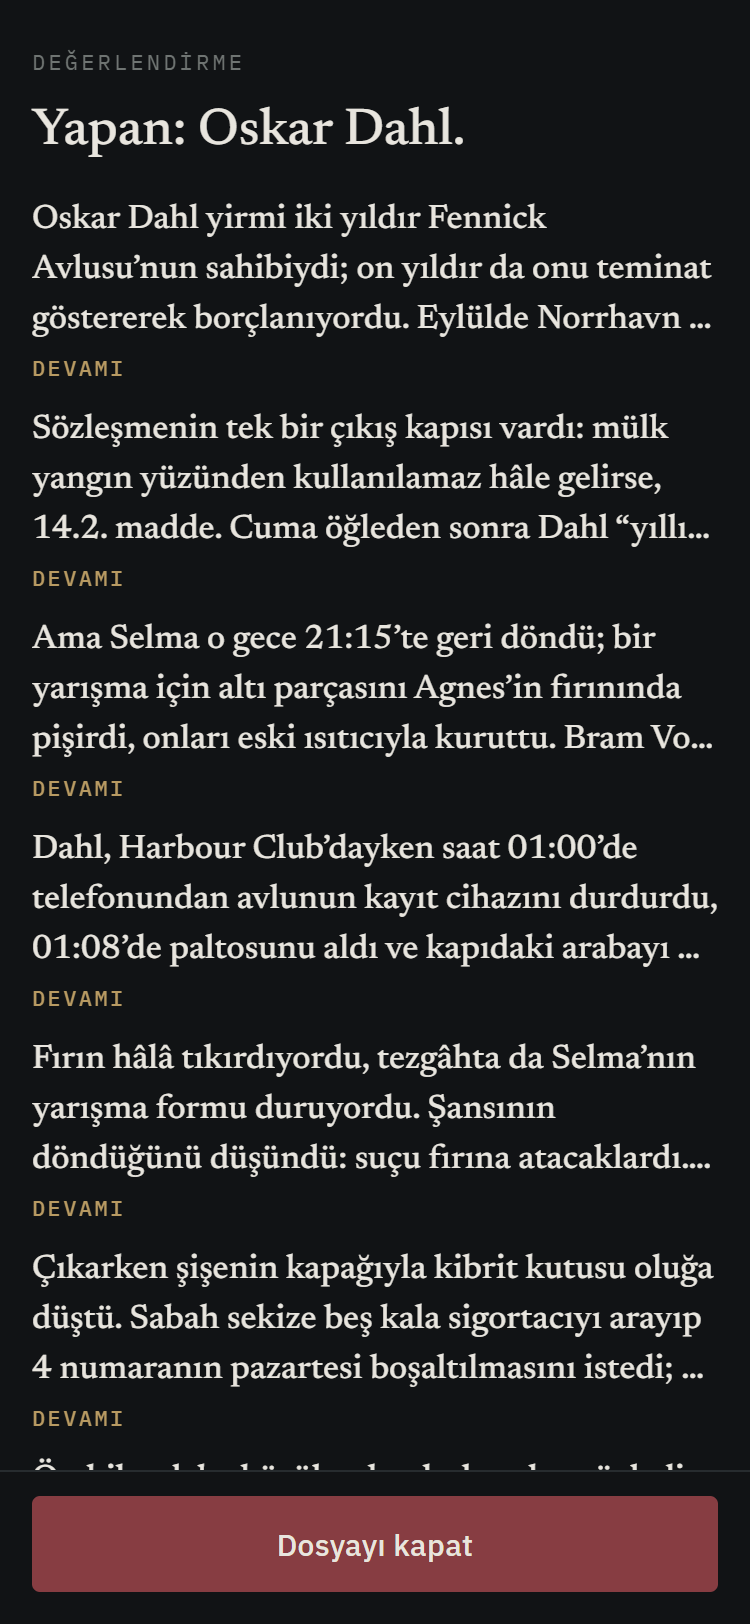 DEĞERLENDİRME
Yapan: Oskar Dahl.
Oskar Dahl yirmi iki yıldır Fennick
Avlusu’nun sahibiydi; on yıldır da onu teminat
göstererek borçlanıyordu. Eylülde Norrhavn ...
DEVAMI
Sözleşmenin tek bir çıkış kapısı vardı: mülk
yangın yüzünden kullanılamaz hâle gelirse,
14.2. madde. Cuma öğleden sonra Dahl “yıllı...
DEVAMI
Ama Selma o gece 21:15’te geri döndü; bir
yarışma için altı parçasını Agnes’in fırınında
pişirdi, onları eski ısıtıcıyla kuruttu. Bram Vo...
DEVAMI
Dahl, Harbour Club’dayken saat 01:00’de
telefonundan avlunun kayıt cihazını durdurdu,
01:08’de paltosunu aldı ve kapıdaki arabayı ...
DEVAMI
Fırın hâlâ tıkırdıyordu, tezgâhta da Selma’nın
yarışma formu duruyordu. Şansının
döndüğünü düşündü: suçu fırına atacaklardı....
DEVAMI
Çıkarken şişenin kapağıyla kibrit kutusu oluğa
düştü. Sabah sekize beş kala sigortacıyı arayıp
4 numaranın pazartesi boşaltılmasını istedi; ...
DEVAMI
Dosyayı kapat